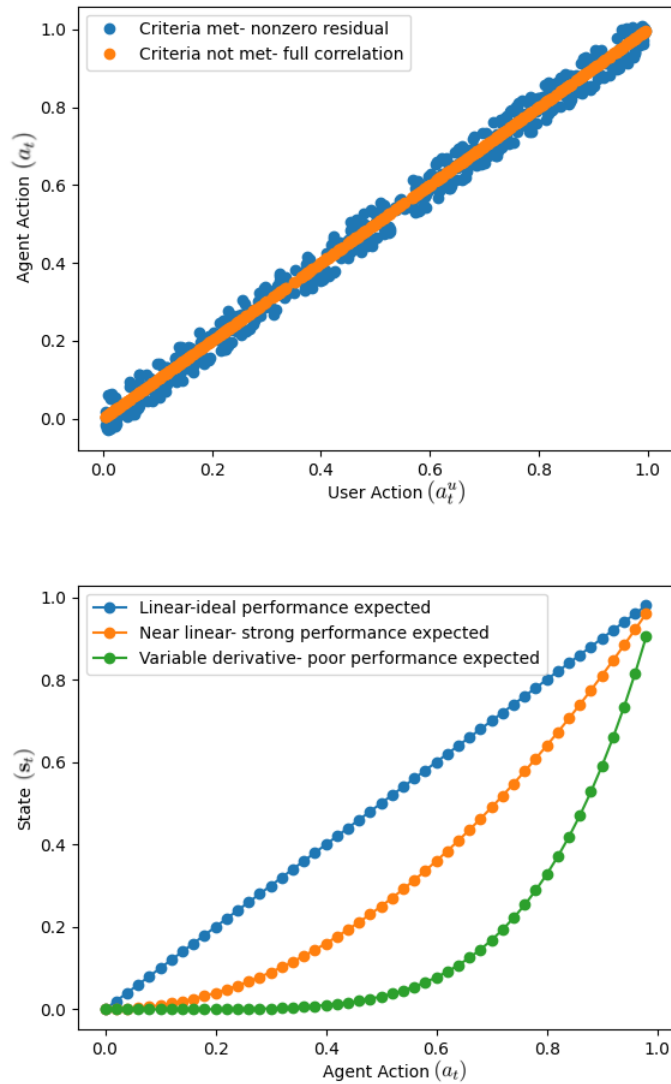 Criteria met- nonzero residual
Criteria not met- full correlation
1.0
0.8
0.6
0.4
0.2
0.0
Agent Action (a_t)
0.0 0.2 0.4 0.6 0.8 1.0
User Action (a_t^u)
Linear-ideal performance expected
Near linear- strong performance expected
Variable derivative- poor performance expected
1.0
0.8
0.6
0.4
0.2
0.0
State (s_t)
0.0 0.2 0.4 0.6 0.8 1.0
Agent Action (a_t)